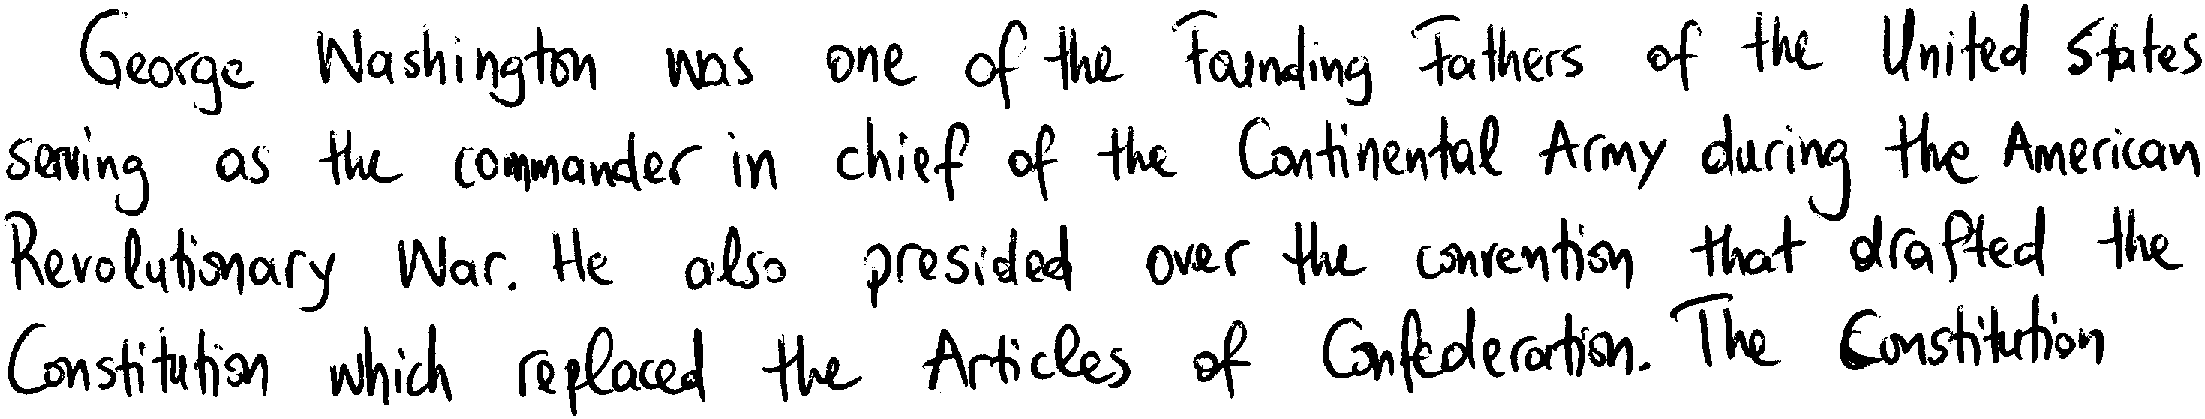 George Washington was one of the Founding Fathers of the United States
serving as the commander in chief of the Continental Army during the American
Revolutionary War. He also presided over the convention that drafted the
Constitution which replaced the Articles of Confederation. The Constitution